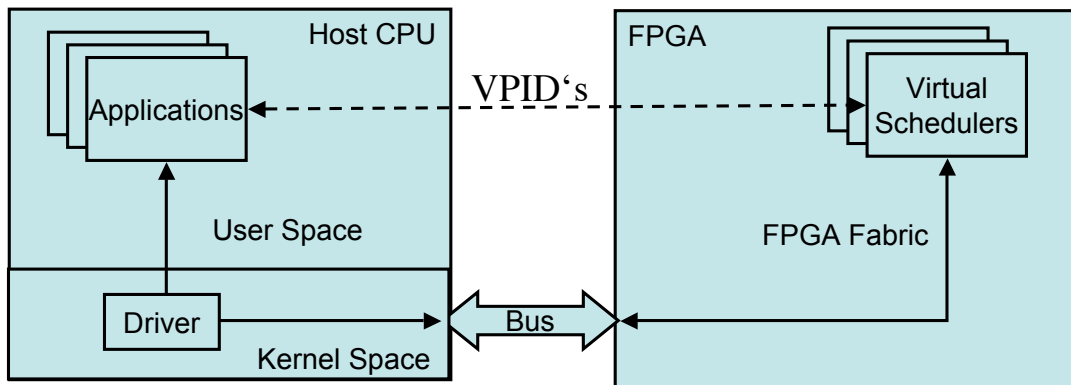 Host CPU
FPGA
Applications
VPID‘s
Virtual
Schedulers
User Space
FPGA Fabric
Driver
Bus
Kernel Space